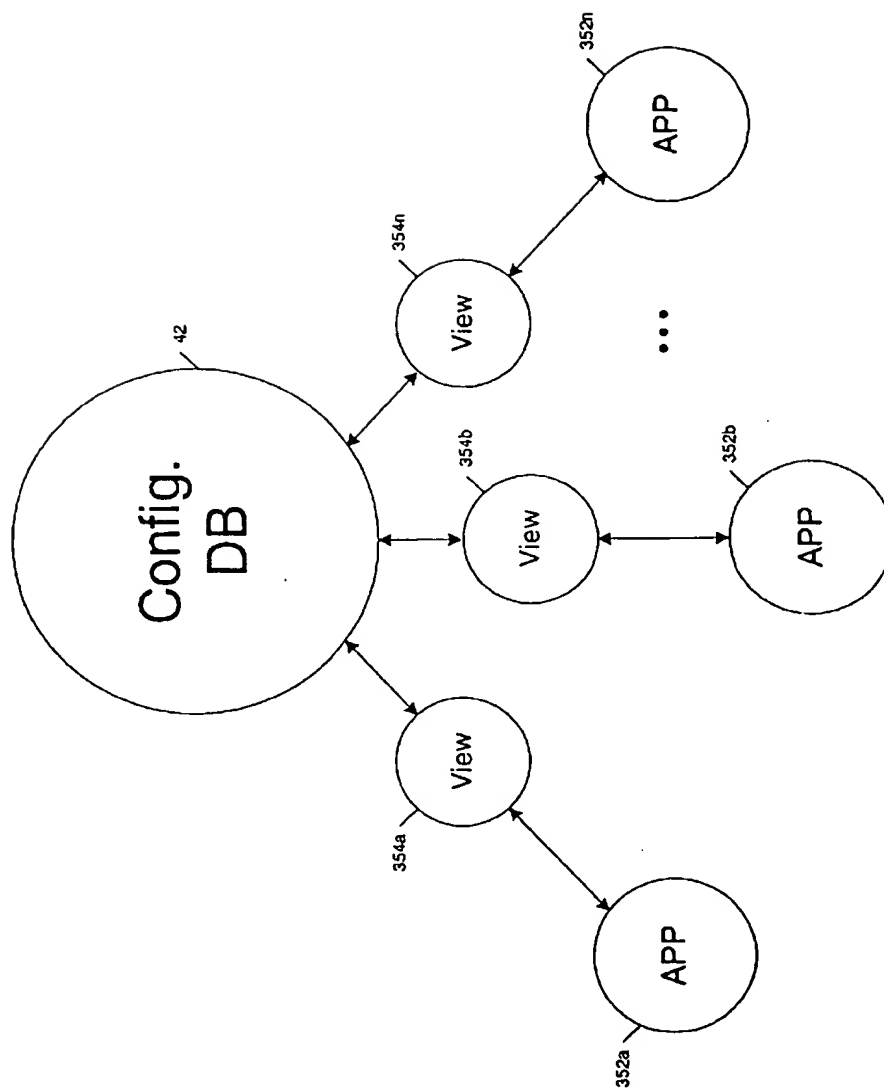 42
Config.
DB
354a
View
354b
View
354n
View
352a
APP
352b
APP
...
352n
APP